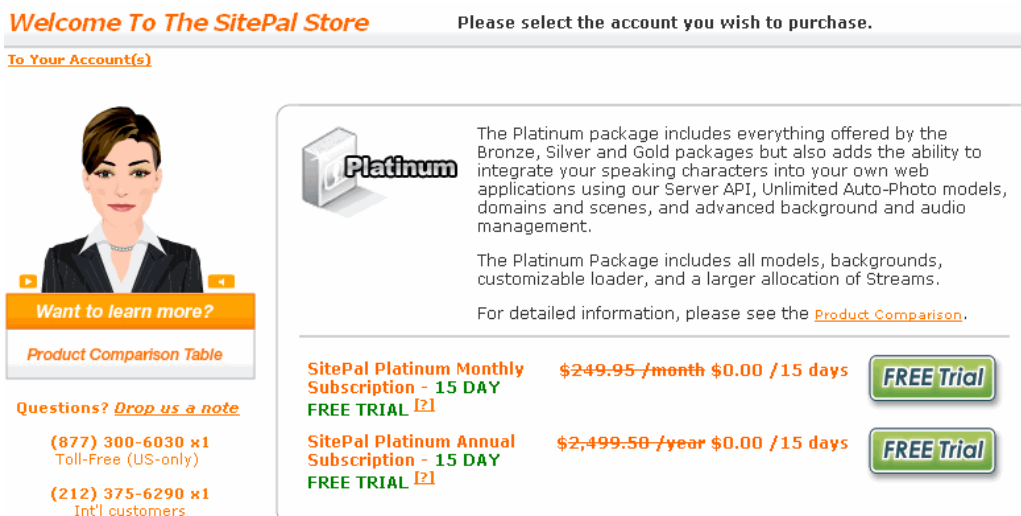 Welcome To The SitePal Store
Please select the account you wish to purchase.
To Your Account(s)
Platinum
The Platinum package includes everything offered by the
Bronze, Silver and Gold packages but also adds the ability to
integrate your speaking characters into your own web
applications using our Server API, Unlimited Auto-Photo models,
domains and scenes, and advanced background and audio
management.
The Platinum Package includes all models, backgrounds,
customizable loader, and a larger allocation of Streams.
For detailed information, please see the Product Comparison.
Want to learn more?
Product Comparison Table
Questions? Drop us a note
(877) 300-6030 x1
Toll-Free (US-only)
(212) 375-6290 x1
Int'l customers
SitePal Platinum Monthly
Subscription - 15 DAY
FREE TRIAL [?]
$249.95 /month $0.00 /15 days
FREE Trial
SitePal Platinum Annual
Subscription - 15 DAY
FREE TRIAL [?]
$2,499.50 /year $0.00 /15 days
FREE Trial